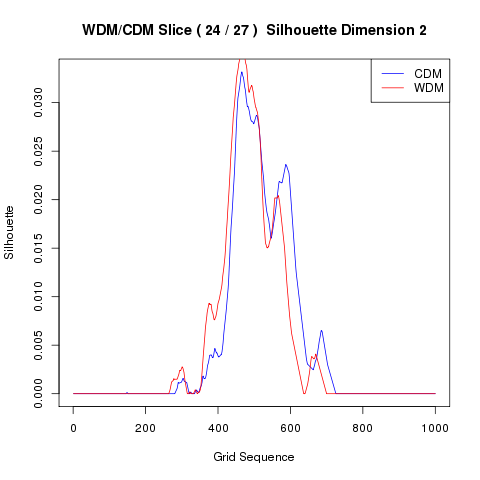 WDM/CDM Slice ( 24 / 27 )  Silhouette Dimension 2
CDM
WDM
Silhouette
0.030
0.025
0.020
0.015
0.010
0.005
0.000
0 200 400 600 800 1000
Grid Sequence